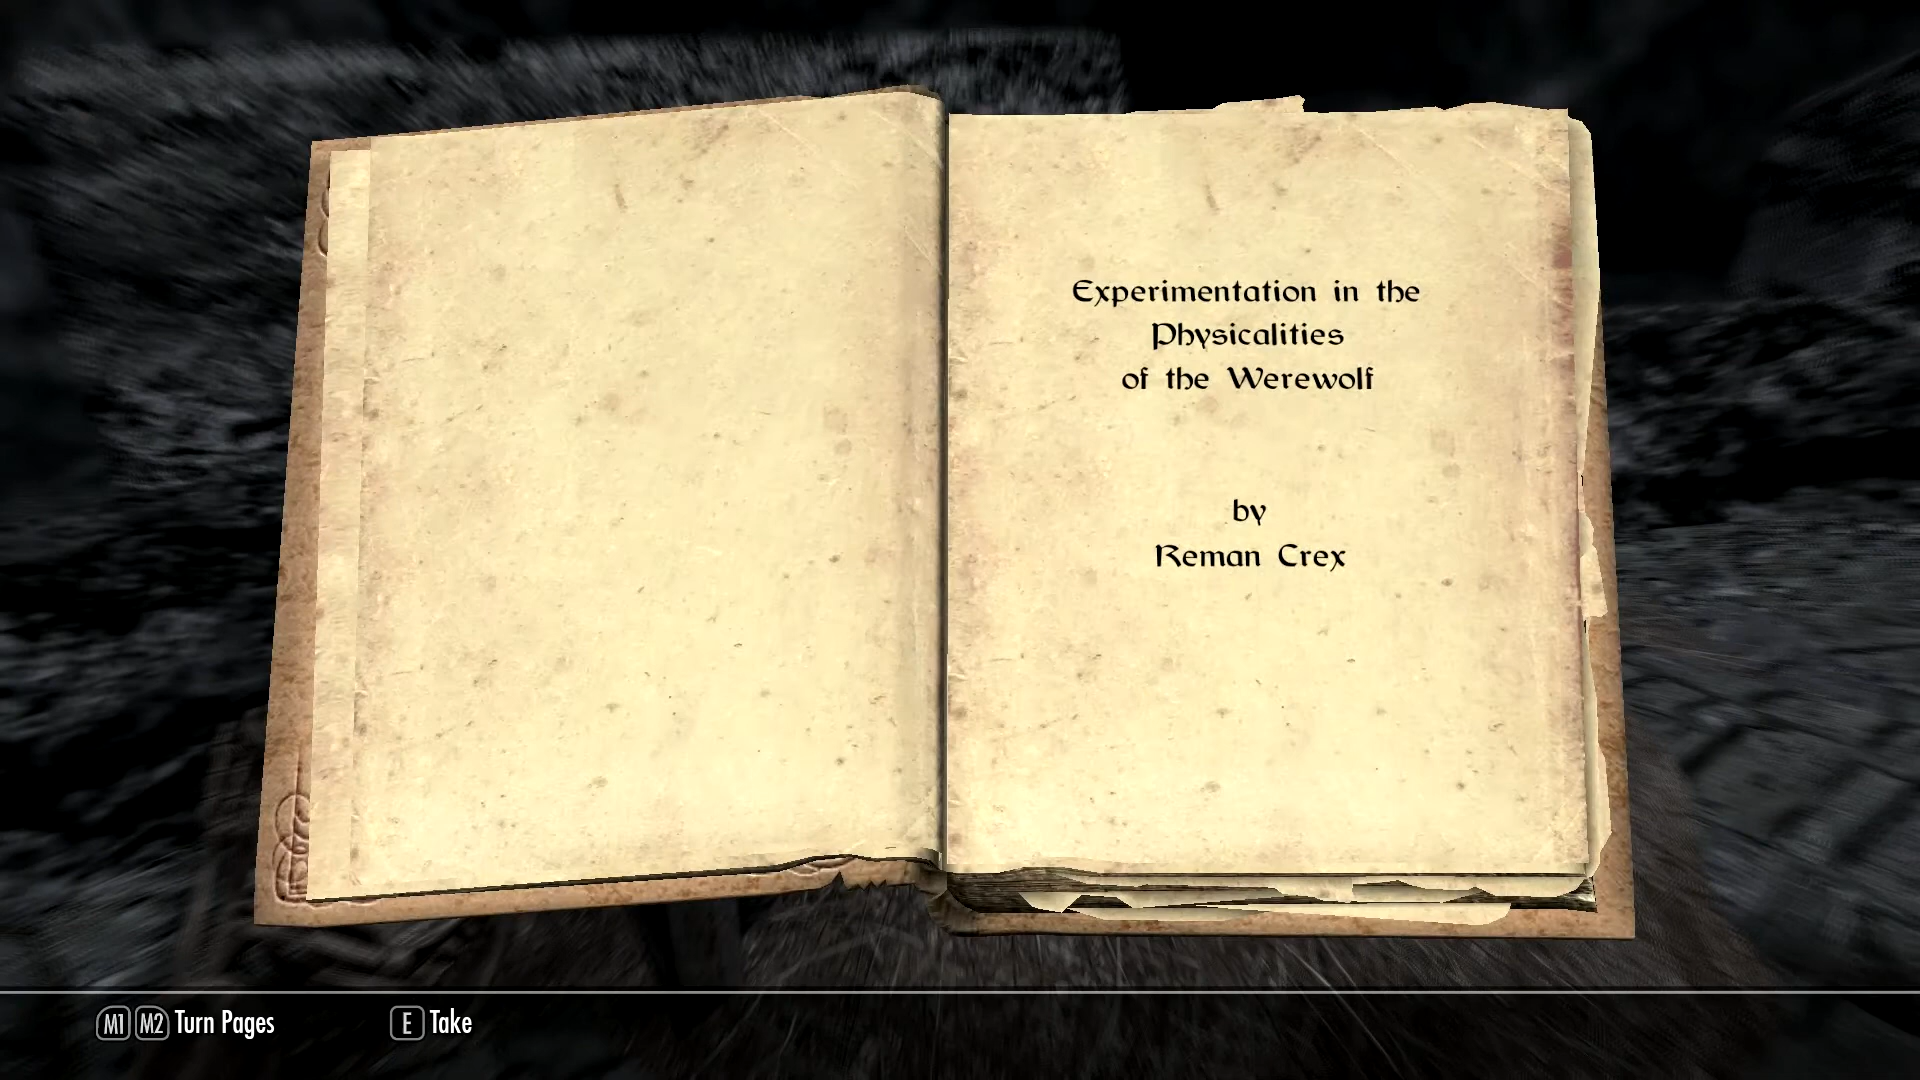 Experimentation in the
Physicalities
of the Werewolf
by
Reman Crex
M1 M2 Turn Pages
E Take